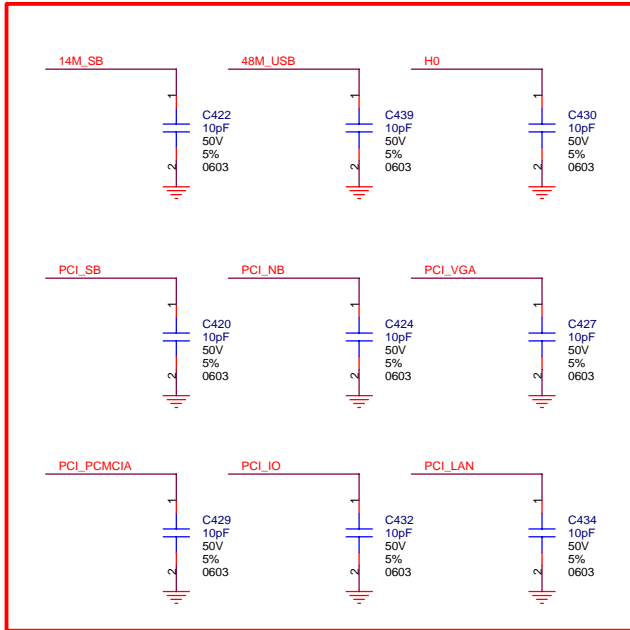 14M_SB
1
C422
10pF
50V
5%
0603
2
48M_USB
1
C439
10pF
50V
5%
0603
2
H0
1
C430
10pF
50V
5%
0603
2
PCI_SB
1
C420
10pF
50V
5%
0603
2
PCI_NB
1
C424
10pF
50V
5%
0603
2
PCI_VGA
1
C427
10pF
50V
5%
0603
2
PCI_PCMCIA
1
C429
10pF
50V
5%
0603
2
PCI_IO
1
C432
10pF
50V
5%
0603
2
PCI_LAN
1
C434
10pF
50V
5%
0603
2